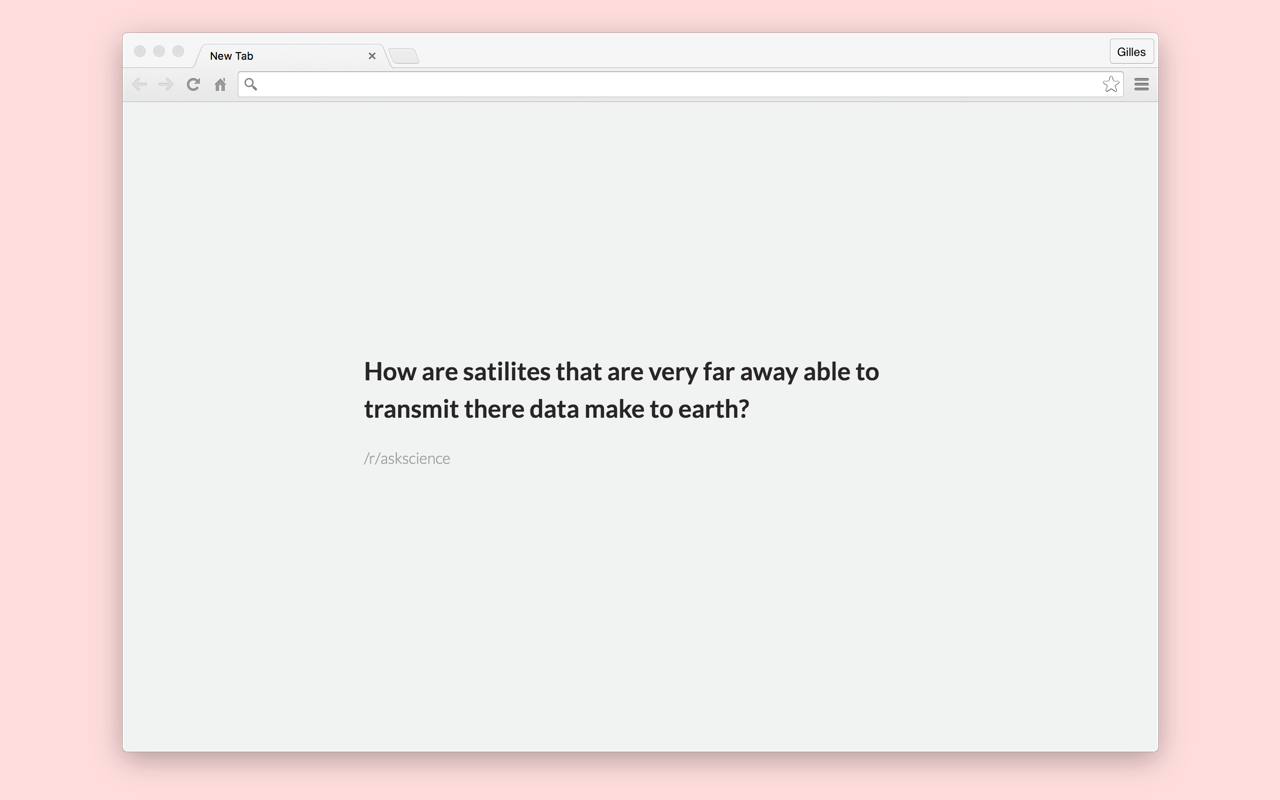 New Tab
Gilles
How are satilites that are very far away able to
transmit there data make to earth?
/r/askscience